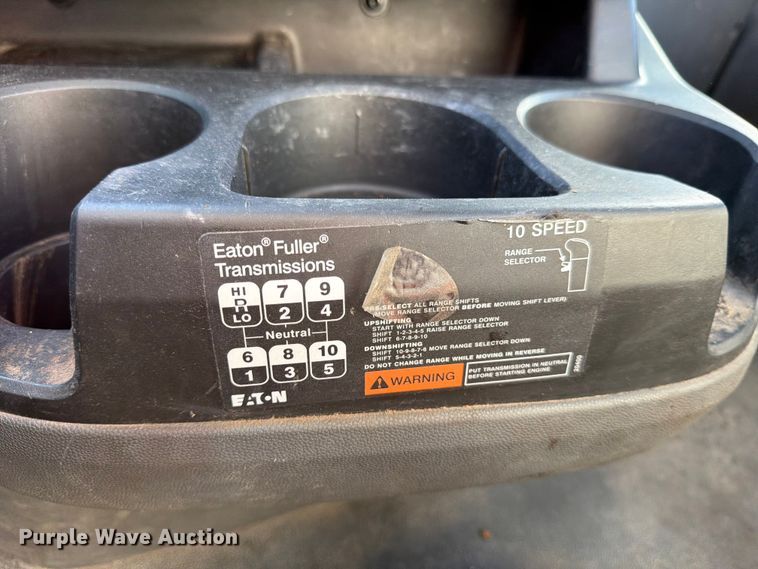 Eaton® Fuller®
Transmissions
10 SPEED
RANGE
SELECTOR
HI 7 9
R 2 4
LO
Neutral
6 8 10
1 3 5
EATON
PRE-SELECT ALL RANGE SHIFTS
(MOVE RANGE SELECTOR BEFORE MOVING SHIFT LEVER)
UPSHIFTING
START WITH RANGE SELECTOR DOWN
SHIFT 1-2-3-4-5 RAISE RANGE SELECTOR
SHIFT 6-7-8-9-10
DOWNSHIFTING
SHIFT 10-9-8-7-6 MOVE RANGE SELECTOR DOWN
SHIFT 5-4-3-2-1
DO NOT CHANGE RANGE WHILE MOVING IN REVERSE
WARNING
PUT TRANSMISSION IN NEUTRAL
BEFORE STARTING ENGINE
Purple Wave Auction®